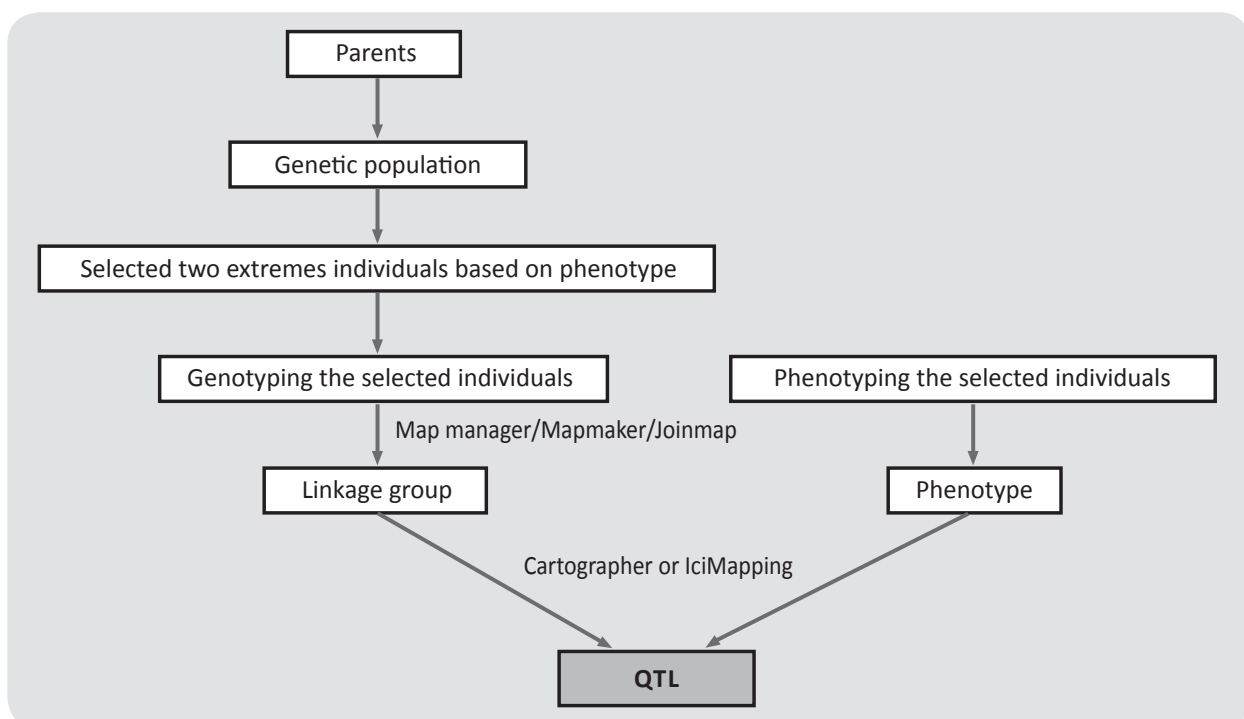 Parents
Genetic population
Selected two extremes individuals based on phenotype
Genotyping the selected individuals
Phenotyping the selected individuals
Map manager/Mapmaker/Joinmap
Linkage group
Phenotype
Cartographer or IciMapping
QTL